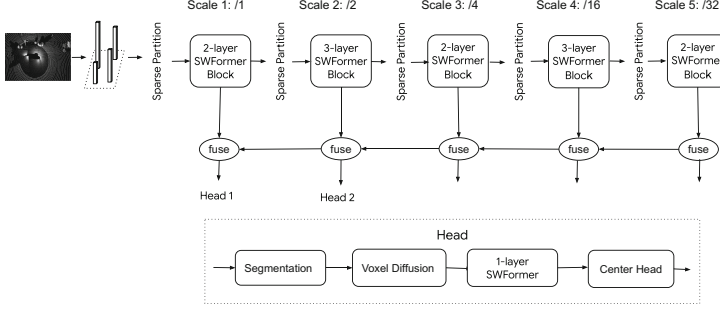 Scale 1: /1
Scale 2: /2
Scale 3: /4
Scale 4: /16
Scale 5: /32
Sparse Partition
2-layer
SWFormer
Block
Sparse Partition
3-layer
SWFormer
Block
Sparse Partition
2-layer
SWFormer
Block
Sparse Partition
3-layer
SWFormer
Block
Sparse Partition
2-layer
SWForme
Block
fuse
fuse
fuse
fuse
fuse
Head 1
Head 2
Head
Segmentation
Voxel Diffusion
1-layer
SWFormer
Center Head